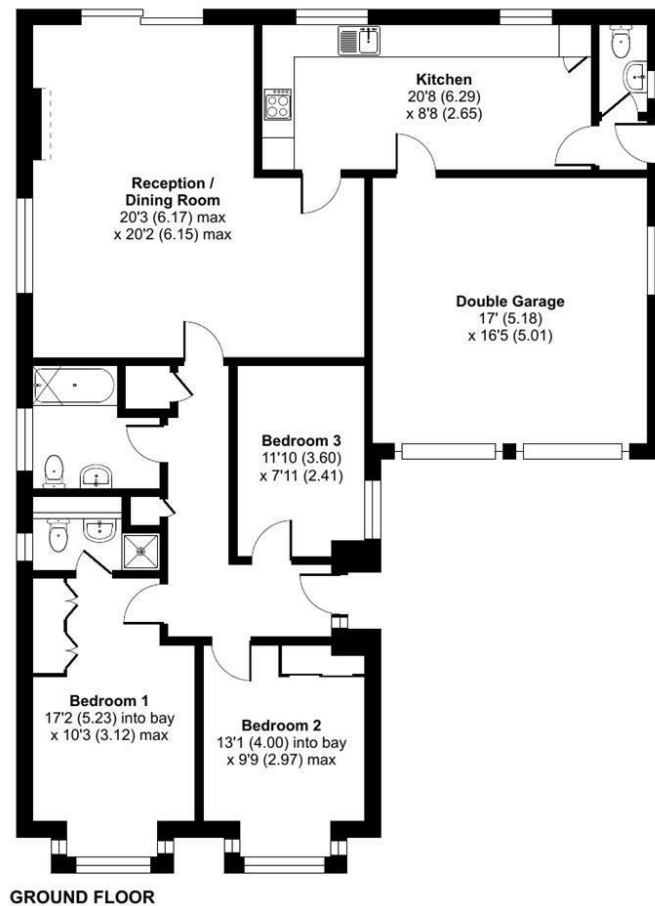 Kitchen
20'8 (6.29)
x 8'8 (2.65)
Reception /
Dining Room
20'3 (6.17) max
x 20'2 (6.15) max
Double Garage
17' (5.18)
x 16'5 (5.01)
Bedroom 3
11'10 (3.60)
x 7'11 (2.41)
Bedroom 1
17'2 (5.23) into bay
x 10'3 (3.12) max
Bedroom 2
13'1 (4.00) into bay
x 9'9 (2.97) max
GROUND FLOOR